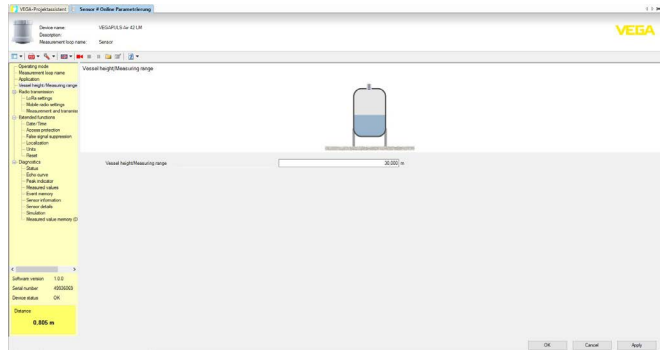 VEGA-Projektassistent
Sensor # Online Parametrierung
Device name: VEGAPULS Air 42 LM
Description:
Measurement loop name: Sensor
VEGA
Operating mode
Measurement loop name
Application
Vessel height/Measuring range
Radio transmission
LoRa settings
Mobile radio settings
Measurement and transmis
Extended functions
Date/Time
Access protection
False signal suppression
Localization
Units
Reset
Diagnostics
Status
Echo curve
Peak indicator
Measured values
Event memory
Sensor information
Sensor details
Simulation
Measured value memory (D
Vessel height/Measuring range
Vessel height/Measuring range 30,000 m
Software version 1.0.0
Serial number
Device status OK
Distance
0,805 m
OK Cancel Apply